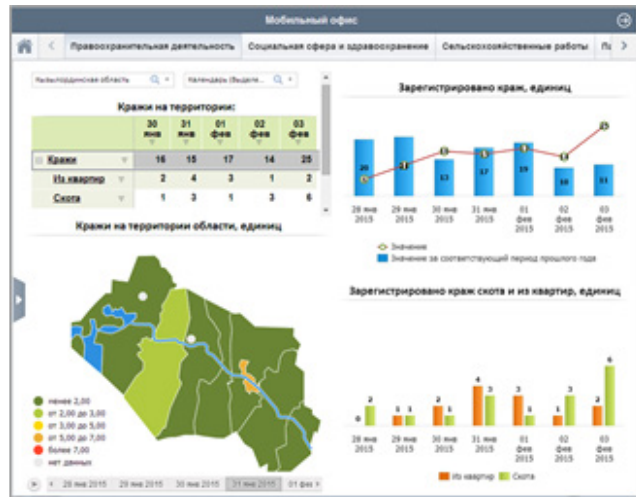 Мобильный офис
Правоохранительная деятельность
Социальная сфера и здравоохранение
Сельскохозяйственные работы
Кызылординская область
Календарь (Выделе...
Кражи на территории:
30 янв
31 янв
01 фев
02 фев
03 фев
Кражи 16 15 17 14 25
Из квартир 2 4 3 1 2
Скота 1 3 1 3 6
Кражи на территории области, единиц
менее 2,00
от 2,00 до 3,00
от 3,00 до 5,00
от 5,00 до 7,00
более 7,00
нет данных
28 янв 2015 29 янв 2015 30 янв 2015 31 янв 2015 01 фев
Зарегистрировано краж, единиц
20 13 17 19 10 11
28 янв 2015
29 янв 2015
30 янв 2015
31 янв 2015
01 фев 2015
02 фев 2015
03 фев 2015
Значение
Значение за соответствующий период прошлого года
Зарегистрировано краж скота и из квартир, единиц
0 2 1 1 2 1 4 3 3 1 1 3 2 6
28 янв 2015
29 янв 2015
30 янв 2015
31 янв 2015
01 фев 2015
02 фев 2015
03 фев 2015
Из квартир
Скота